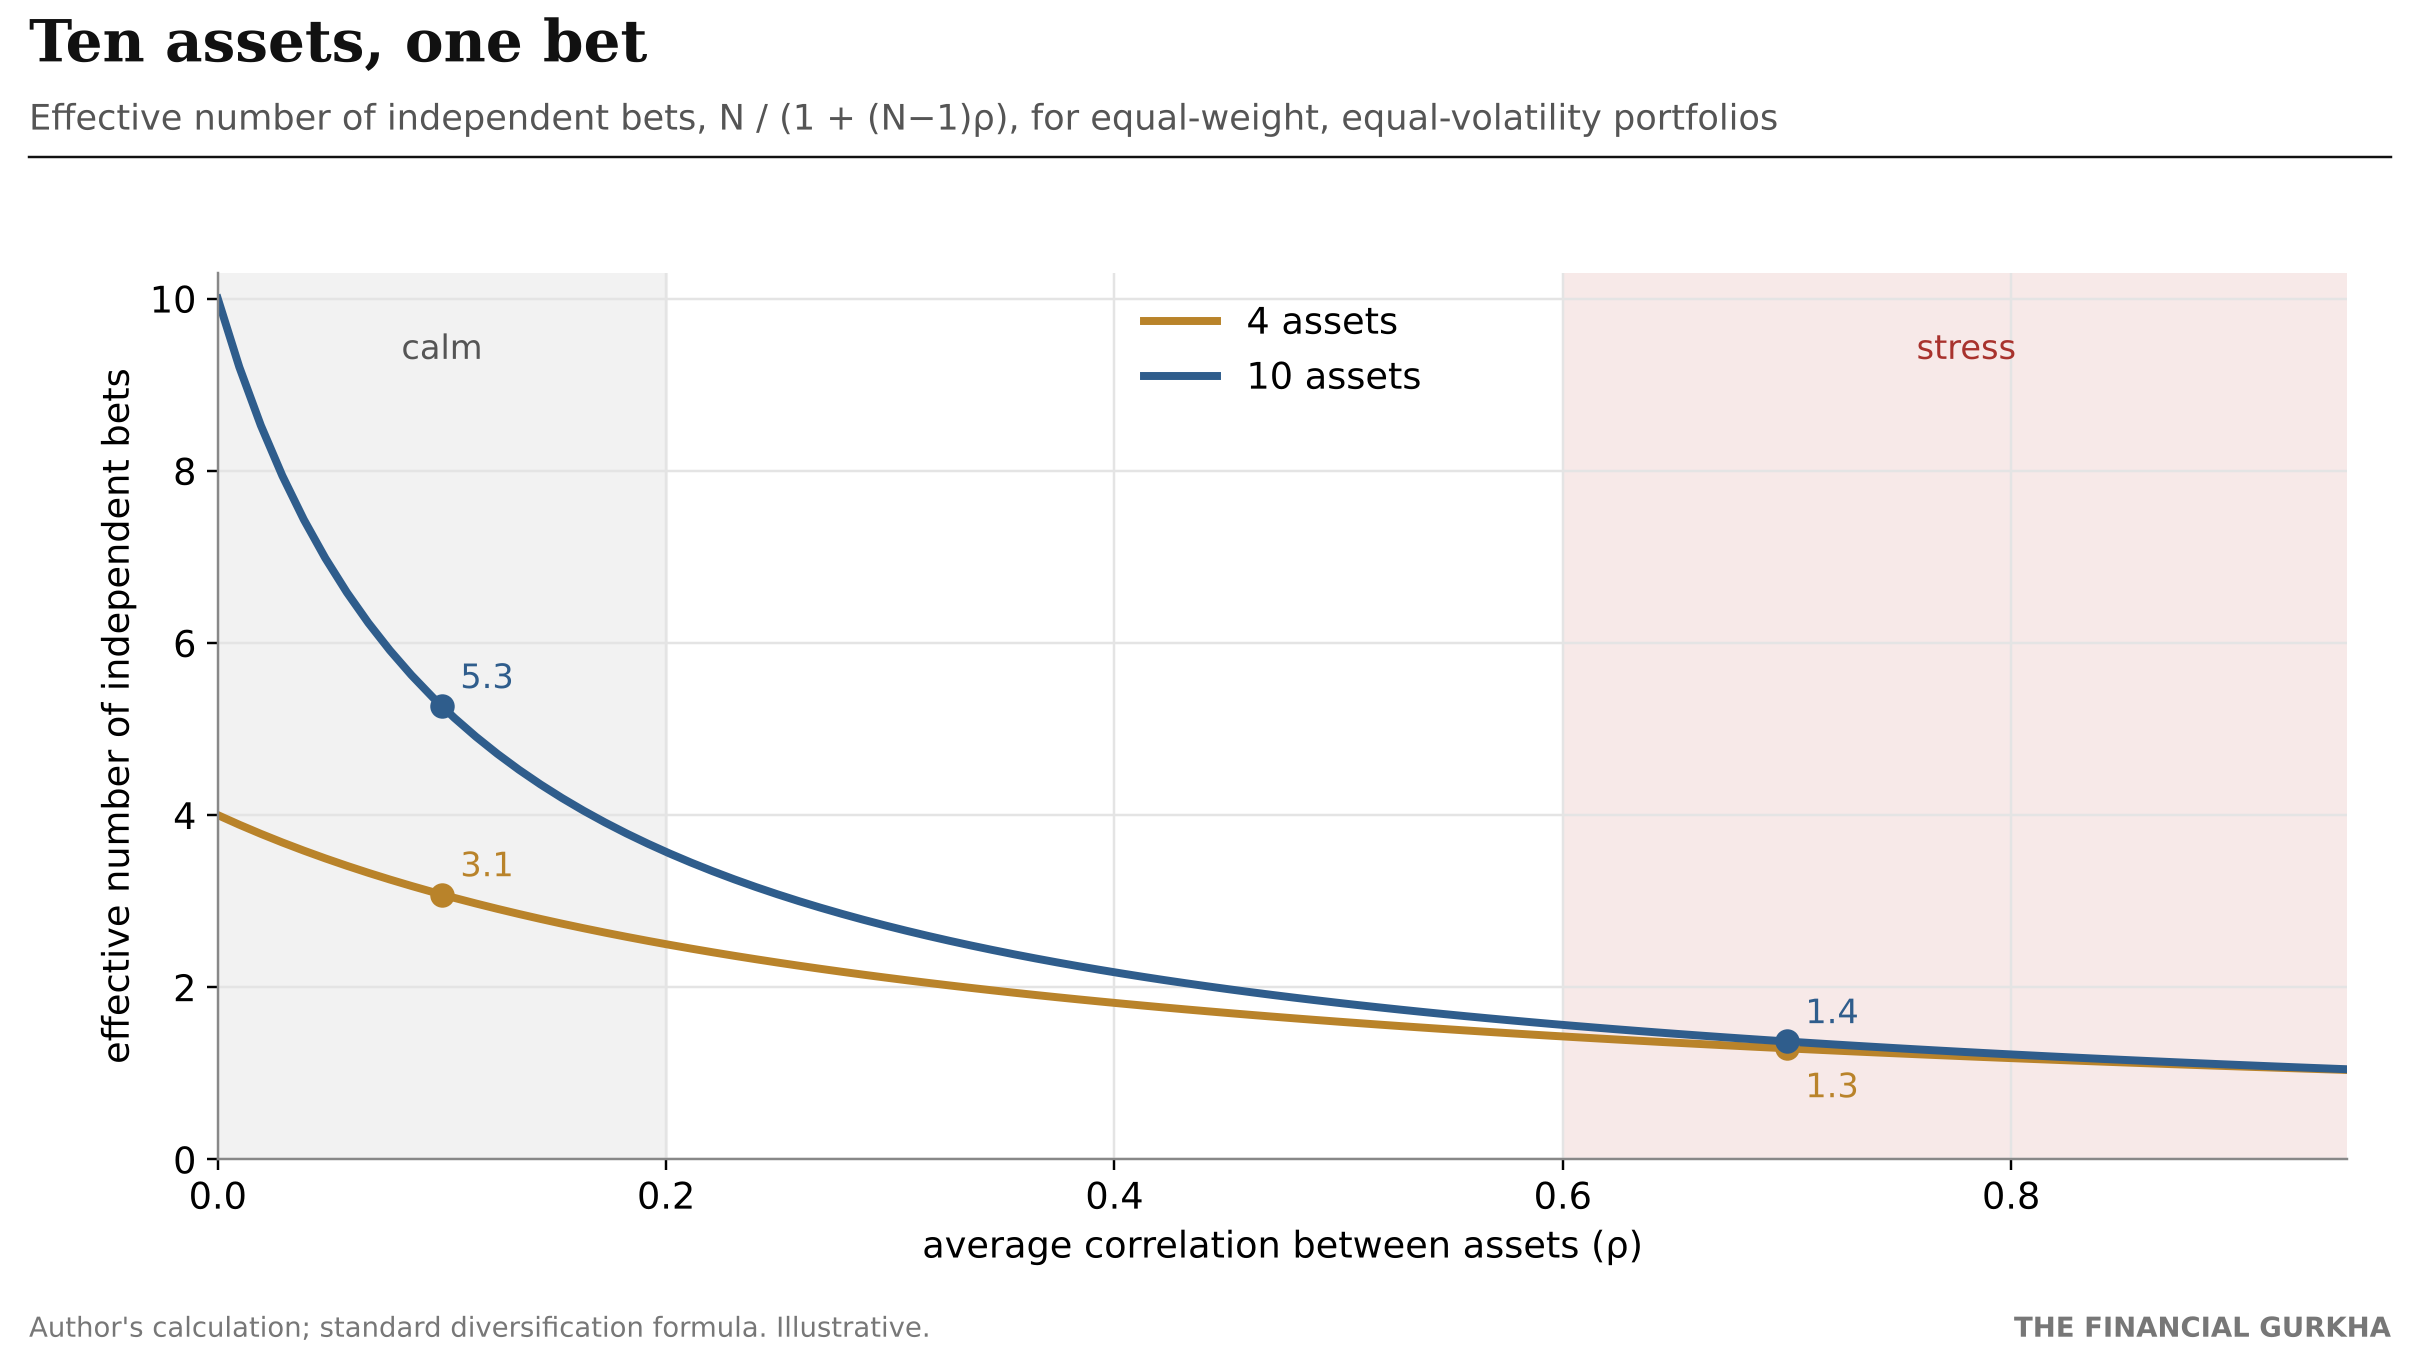 Ten assets, one bet
Effective number of independent bets, N / (1 + (N−1)ρ), for equal-weight, equal-volatility portfolios
calm
stress
4 assets
10 assets
effective number of independent bets
10
8
6
4
2
0
5.3
3.1
1.4
1.3
0.0
0.2
0.4
0.6
0.8
average correlation between assets (ρ)
Author's calculation; standard diversification formula. Illustrative.
THE FINANCIAL GURKHA